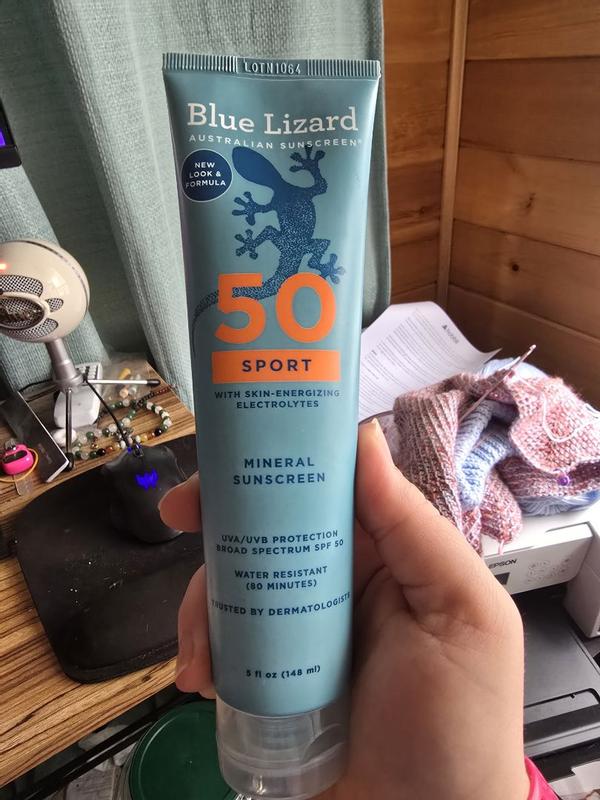 LOTN1064
Blue Lizard
AUSTRALIAN SUNSCREEN®
NEW
LOOK &
FORMULA
50
SPORT
WITH SKIN-ENERGIZING
ELECTROLYTES
MINERAL
SUNSCREEN
UVA/UVB PROTECTION
BROAD SPECTRUM SPF 50
WATER RESISTANT
(80 MINUTES)
TRUSTED BY DERMATOLOGISTS
5 fl oz (148 ml)
EPSON